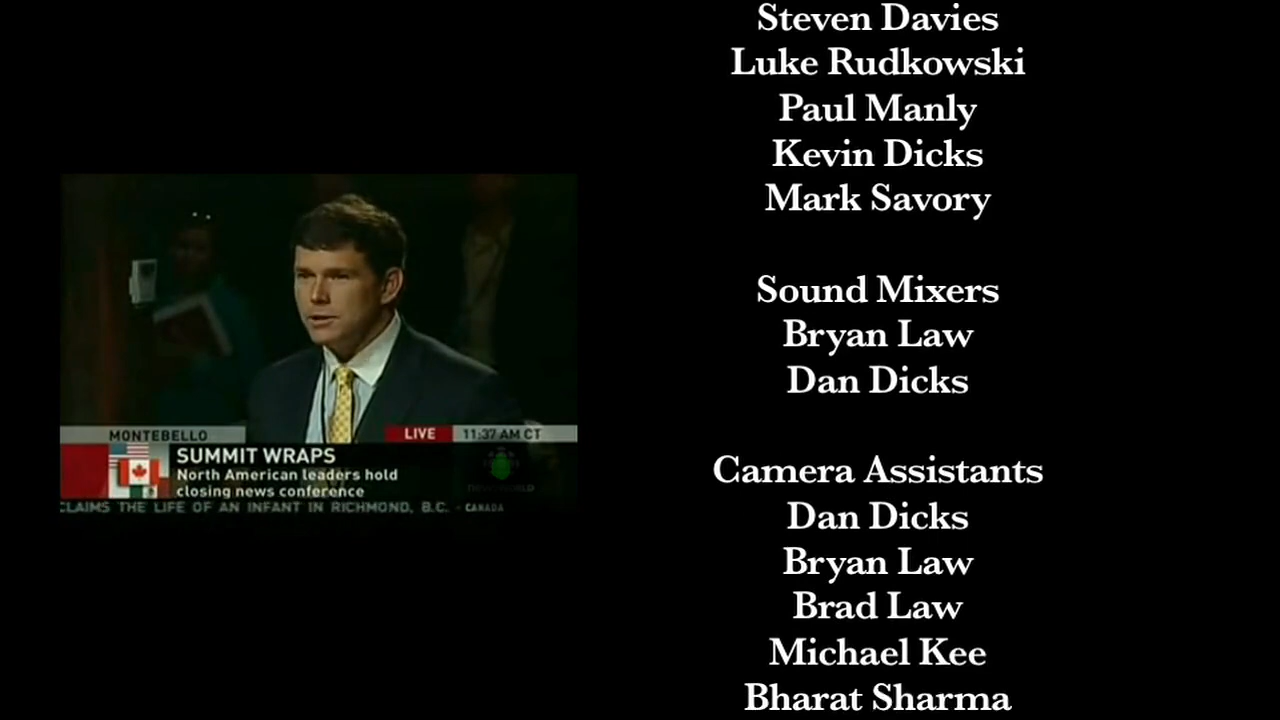 MONTEBELLO
LIVE
11:37 AM CT
SUMMIT WRAPS
North American leaders hold
closing news conference
CLAIMS THE LIFE OF AN INFANT IN RICHMOND, B.C. - CANADA
Steven Davies
Luke Rudkowski
Paul Manly
Kevin Dicks
Mark Savory
Sound Mixers
Bryan Law
Dan Dicks
Camera Assistants
Dan Dicks
Bryan Law
Brad Law
Michael Kee
Bharat Sharma